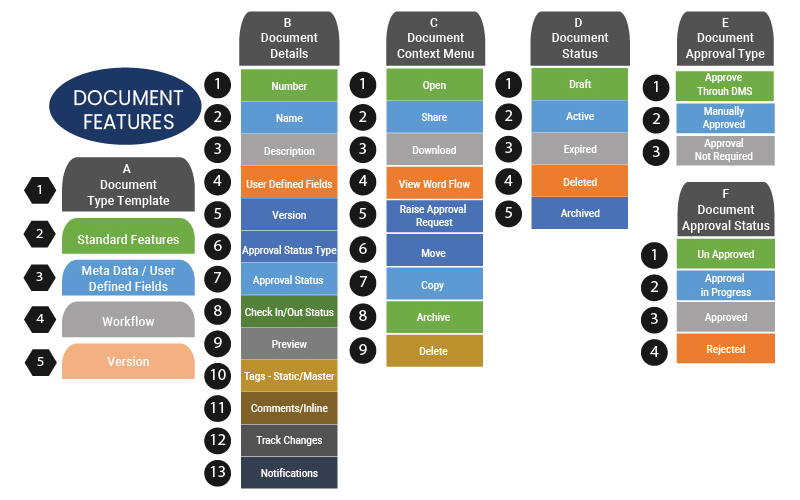 DOCUMENT
FEATURES
1
A
Document
Type Template
2
Standard Features
3
Meta Data / User
Defined Fields
4
Workflow
5
Version
B
Document
Details
1
Number
2
Name
3
Description
4
User Defined Fields
5
Version
6
Approval Status Type
7
Approval Status
8
Check In/Out Status
9
Preview
10
Tags - Static/Master
11
Comments/Inline
12
Track Changes
13
Notifications
C
Document
Context Menu
1
Open
2
Share
3
Download
4
View Word Flow
5
Raise Approval
Request
6
Move
7
Copy
8
Archive
9
Delete
D
Document
Status
1
Draft
2
Active
3
Expired
4
Deleted
5
Archived
E
Document
Approval Type
1
Approve
Throuh DMS
2
Manually
Approved
3
Approval
Not Required
F
Document
Approval Status
1
Un Approved
2
Approval
in Progress
3
Approved
4
Rejected